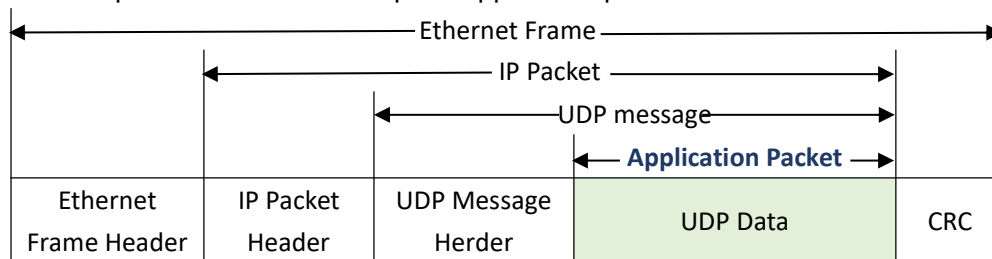 Ethernet Frame
IP Packet
UDP message
Application Packet
Ethernet
Frame Header
IP Packet
Header
UDP Message
Herder
UDP Data
CRC